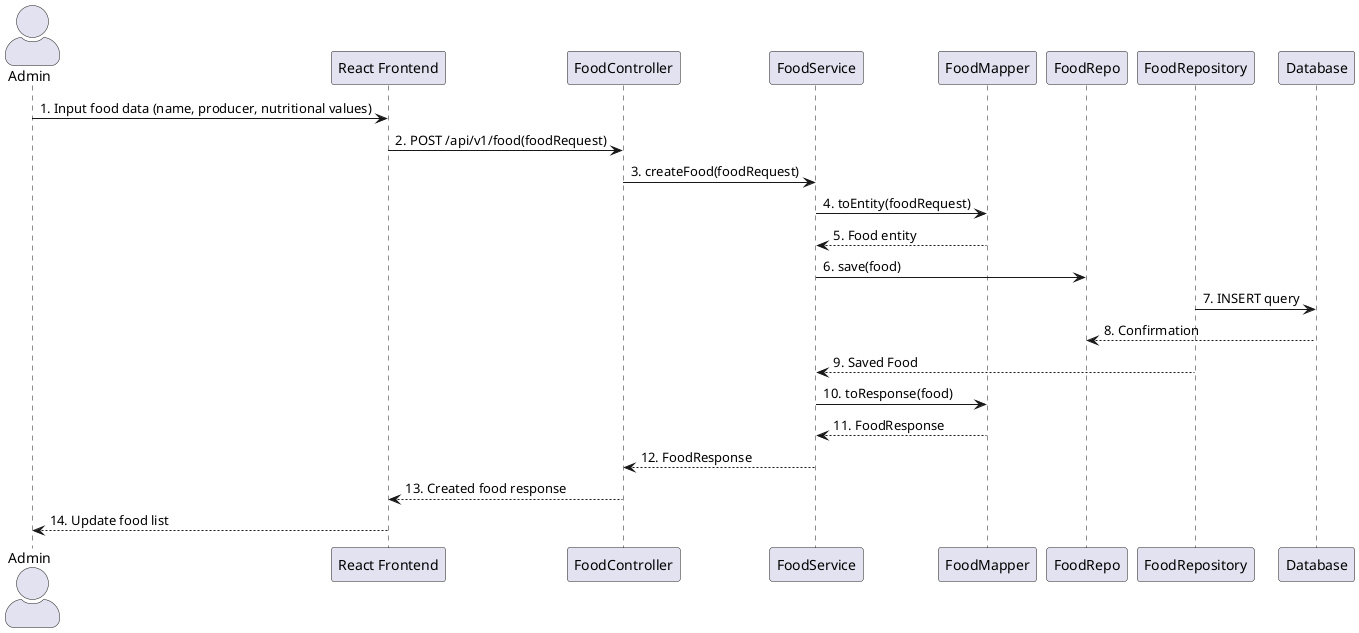 Admin
React Frontend
FoodController
FoodService
FoodMapper
FoodRepo
FoodRepository
Database
1. Input food data (name, producer, nutritional values)
2. POST /api/v1/food(foodRequest)
3. createFood(foodRequest)
4. toEntity(foodRequest)
5. Food entity
6. save(food)
7. INSERT query
8. Confirmation
9. Saved Food
10. toResponse(food)
11. FoodResponse
12. FoodResponse
13. Created food response
14. Update food list
Admin
React Frontend
FoodController
FoodService
FoodMapper
FoodRepo
FoodRepository
Database